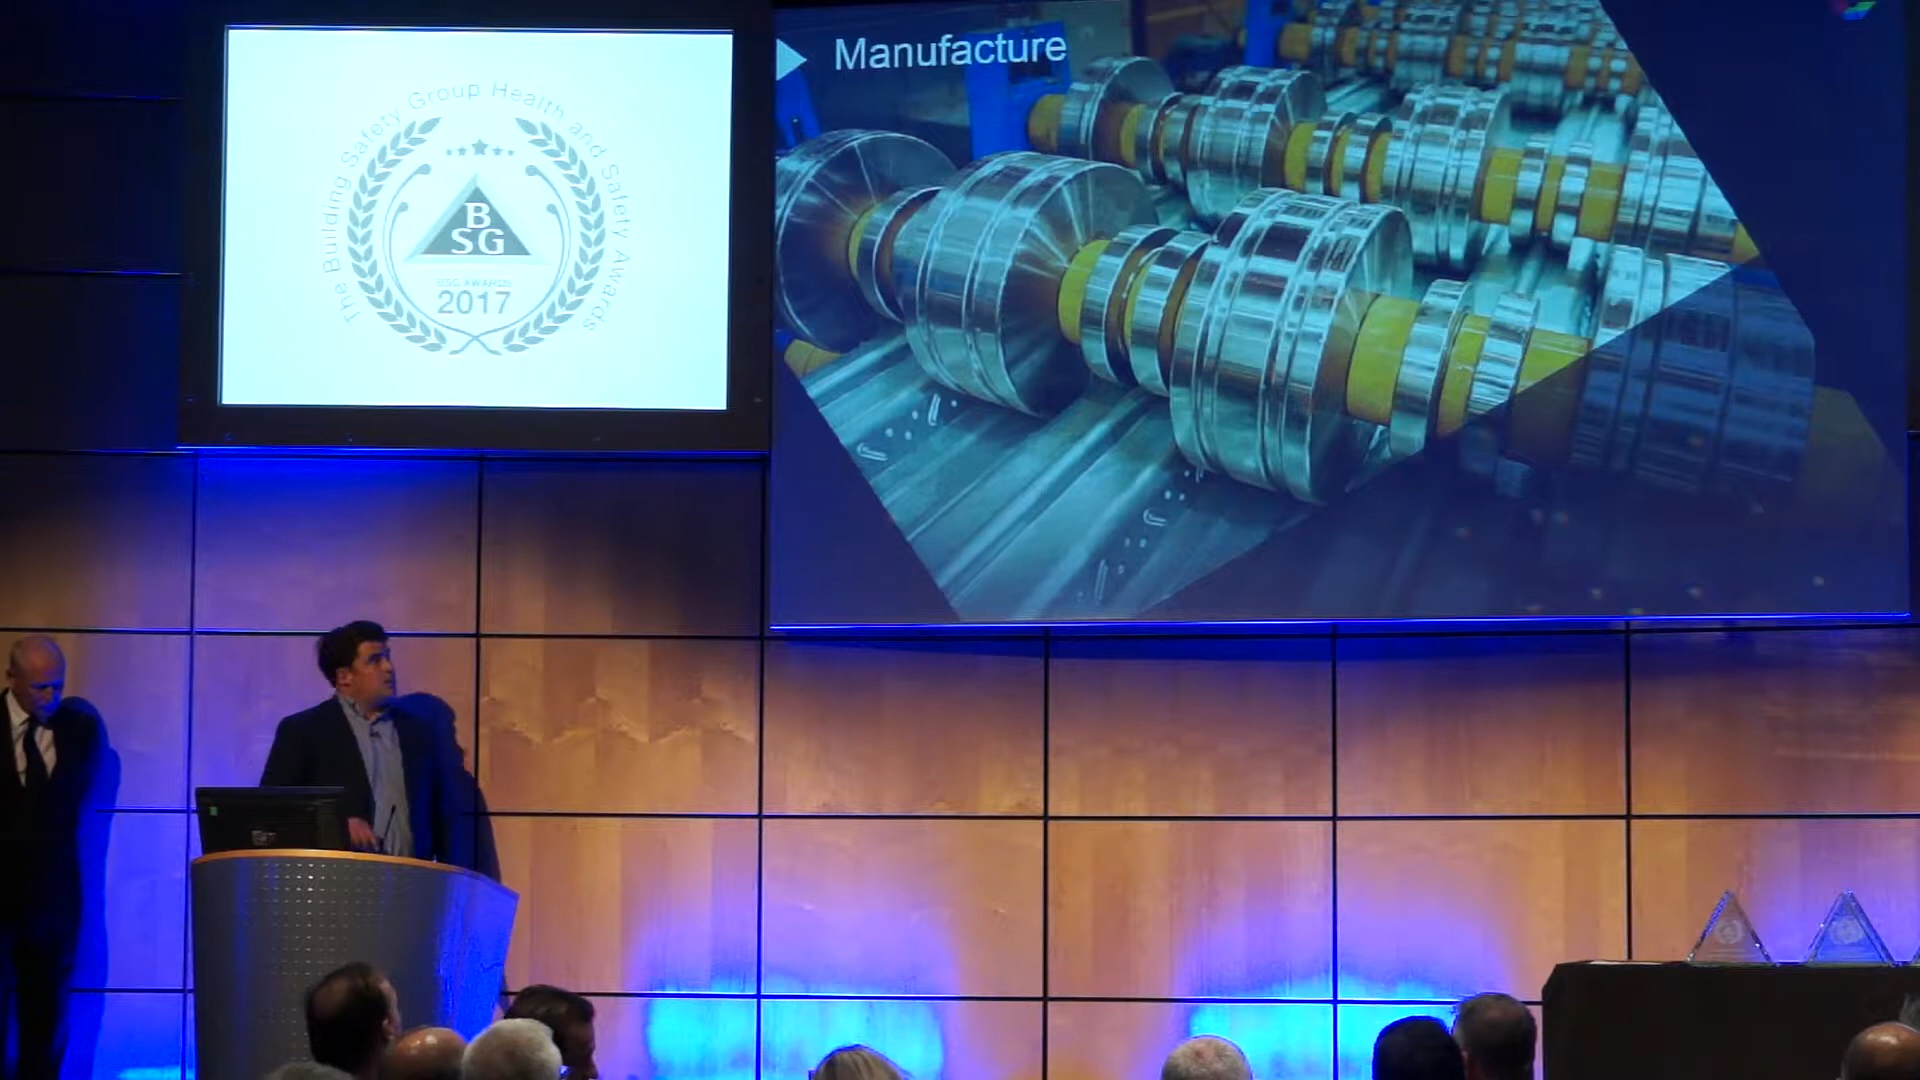 The Building Safety Group Health and Safety Awards
B
SG
BSG AWARDS
2017
Manufacture